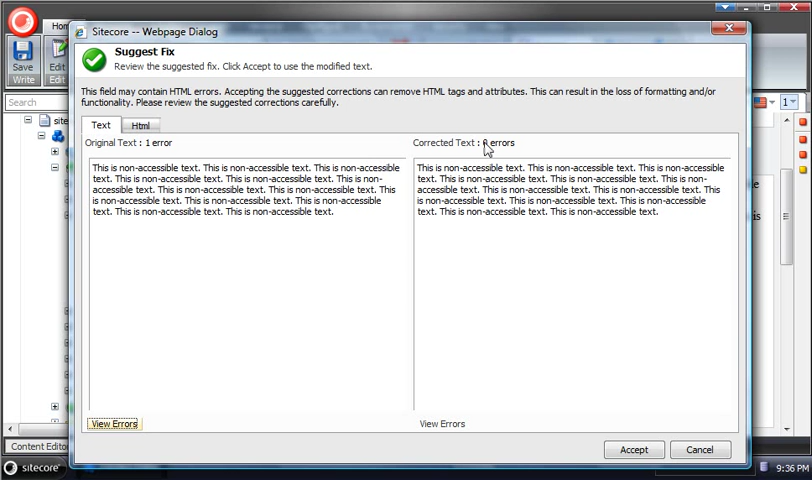 Sitecore -- Webpage Dialog
Hom
Suggest Fix
Review the suggested fix. Click Accept to use the modified text.
Save
Edit
Write
Edit
This field may contain HTML errors. Accepting the suggested corrections can remove HTML tags and attributes. This can result in the loss of formatting and/or
functionality. Please review the suggested corrections carefully.
Search
1
Text
Html
site
Original Text : 1 error
Corrected Text : errors
This is non-accessible text. This is non-accessible text. This is non-accessible
text. This is non-accessible text. This is non-accessible text. This is non-
accessible text. This is non-accessible text. This is non-accessible text. This
is non-accessible text. This is non-accessible text. This is non-accessible
text. This is non-accessible text. This is non-accessible text.
This is non-accessible text. This is non-accessible text. This is non-accessible
text. This is non-accessible text. This is non-accessible text. This is non-
accessible text. This is non-accessible text. This is non-accessible text. This
is non-accessible text. This is non-accessible text. This is non-accessible
text. This is non-accessible text. This is non-accessible text.
e
is
View Errors
View Errors
Accept
Cancel
Content Editor
sitecore
9:36 PM